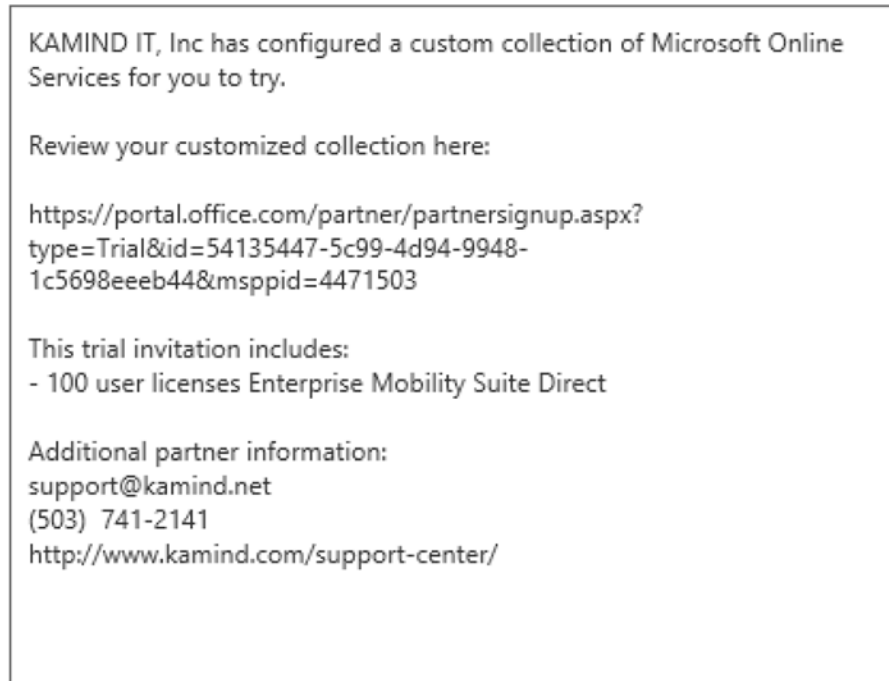 KAMIND IT, Inc has configured a custom collection of Microsoft Online
Services for you to try.
Review your customized collection here:
https://portal.office.com/partner/partnersignup.aspx?
type=Trial&id=54135447-5c99-4d94-9948-
1c5698eeeb44&msppid=4471503
This trial invitation includes:
- 100 user licenses Enterprise Mobility Suite Direct
Additional partner information:
support@kamind.net
(503)  741-2141
http://www.kamind.com/support-center/